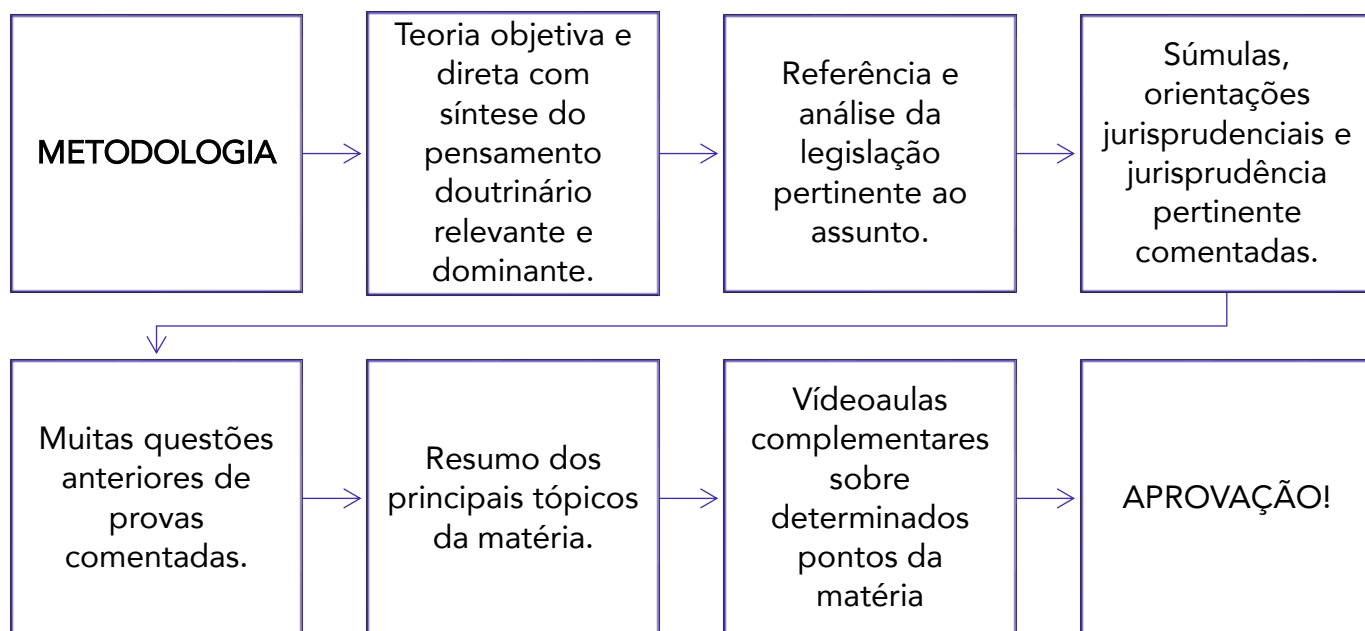 METODOLOGIA
Teoria objetiva e
direta com
síntese do
pensamento
doutrinário
relevante e
dominante.
Referência e
análise da
legislação
pertinente ao
assunto.
Súmulas,
orientações
jurisprudenciais e
jurisprudência
pertinente
comentadas.
Muitas questões
anteriores de
provas
comentadas.
Resumo dos
principais tópicos
da matéria.
Vídeoaulas
complementares
sobre
determinados
pontos da
matéria
APROVAÇÃO!